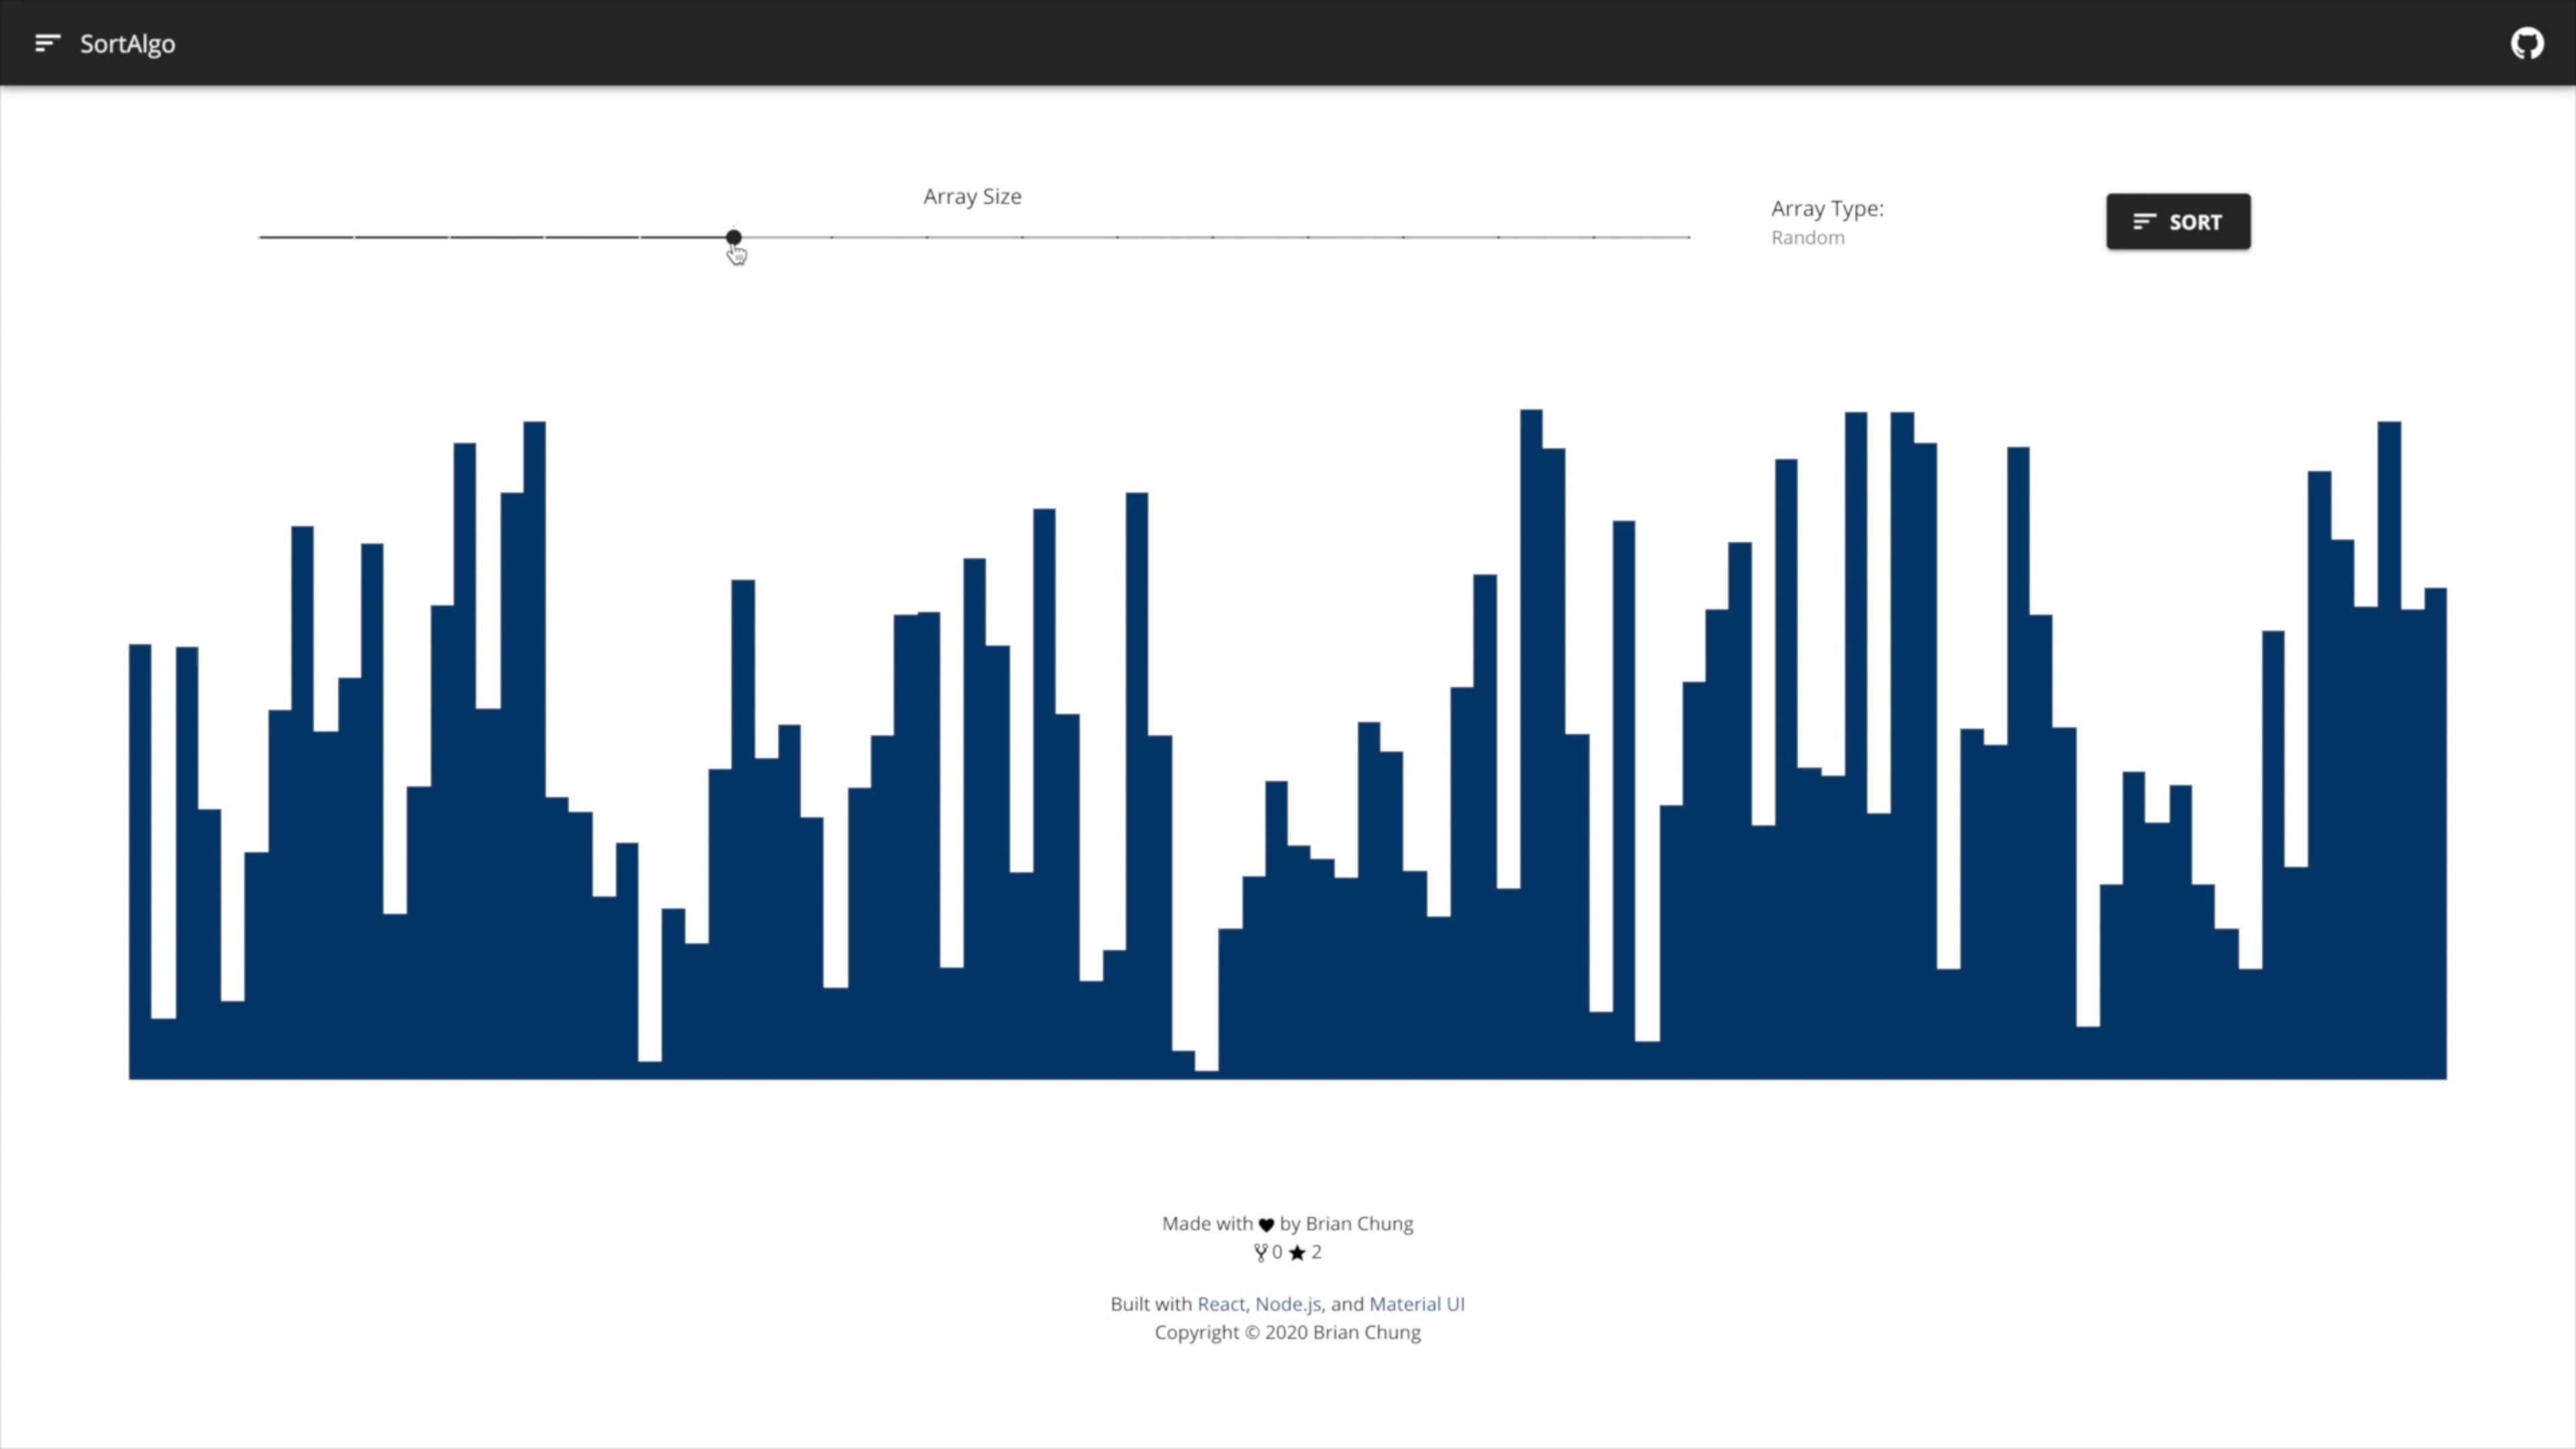 SortAlgo
Array Size
Array Type:
Random
SORT
Made with ♥ by Brian Chung
0 ★ 2
Built with React, Node.js, and Material UI
Copyright © 2020 Brian Chung